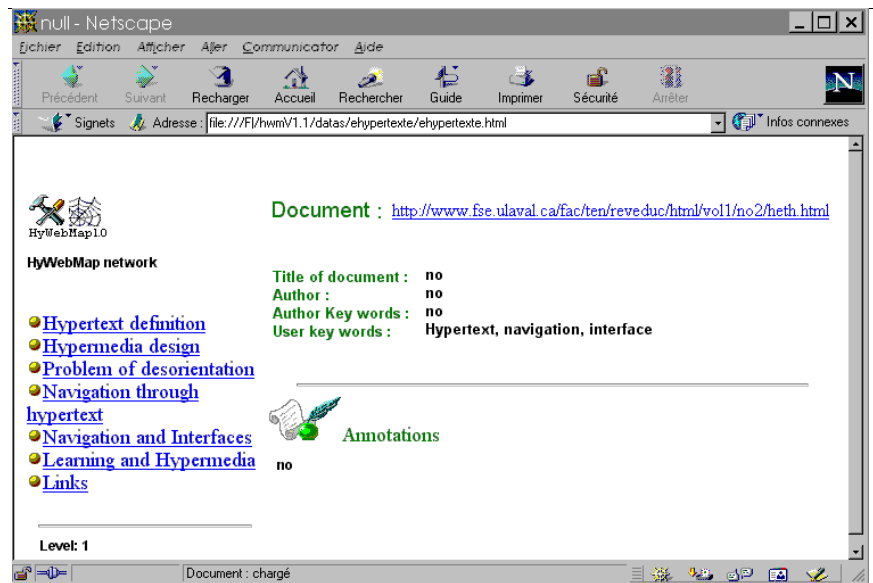 null - Netscape
Fichier Edition Afficher Aller Communicator Aide
Précédent Suivant Recharger Accueil Rechercher Guide Imprimer Sécurité Arrêter
N
Signets Adresse : file:///F|/hwmV1.1/datas/ehypertexte/ehypertexte.html Infos connexes
HyWebMap1.0
HyWebMap network
Hypertext definition
Hypermedia design
Problem of desorientation
Navigation through
hypertext
Navigation and Interfaces
Learning and Hypermedia
Links
Level: 1
Document : http://www.fse.ulaval.ca/fac/ten/reveduc/html/vol1/no2/heth.html
Title of document : no
Author : no
Author Key words : no
User key words : Hypertext, navigation, interface
Annotations
no
Document : chargé